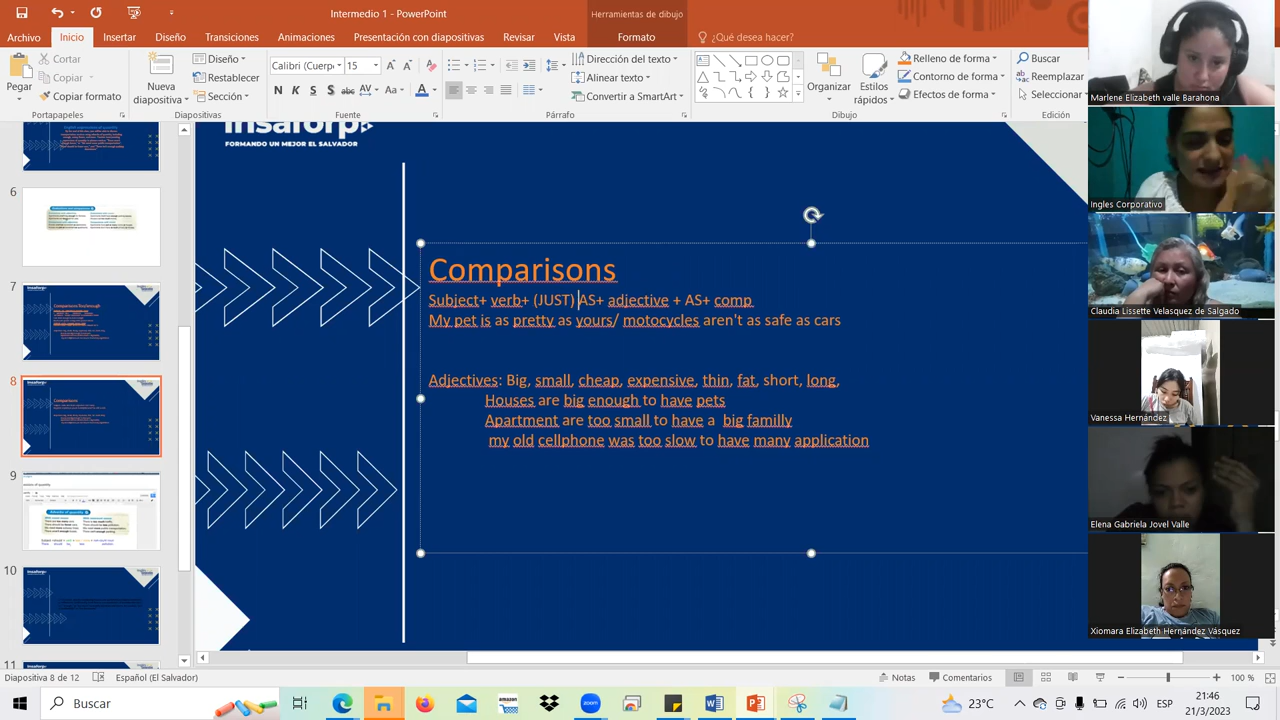 Intermedio 1 - PowerPoint
Herramientas de dibujo
Archivo Inicio Insertar Diseño Transiciones Animaciones Presentación con diapositivas Revisar Vista Formato ¿Qué desea hacer?
Pegar
Cortar
Copiar
Copiar formato
Portapapeles
Nueva
diapositiva
Diseño
Restablecer
Sección
Diapositivas
Calibri (Cuerp 15
N K S S abc AV Aa A
Fuente
Párrafo
Dirección del texto
Alinear texto
Convertir a SmartArt
Organizar
Estilos
rápidos
Relleno de forma
Contorno de forma
Efectos de forma
Dibujo
Buscar
Reemplazar
Seleccionar
Edición
6
7
8
9
10
11
Insaforp
FORMANDO UN MEJOR EL SALVADOR
Comparisons
Subject+ verb+ (JUST) AS+ adjective + AS+ comp
My pet is as pretty as yours/ motocycles aren't as safe as cars
Adjectives: Big, small, cheap, expensive, thin, fat, short, long,
Houses are big enough to have pets
Apartment are too small to have a big familly
my old cellphone was too slow to have many application
Marlene Elizabeth valle Barahona
Ingles Corporativo
Claudia Lissette Velasquez de Salgado
Vanessa Hernández
Elena Gabriela Jovel Valle
Xiomara Elizabeth Hernández Vásquez
Diapositiva 8 de 12 Español (El Salvador) Notas Comentarios 100 %
Buscar
amazon
zoom
23°C
ESP
21:46
21/3/2023